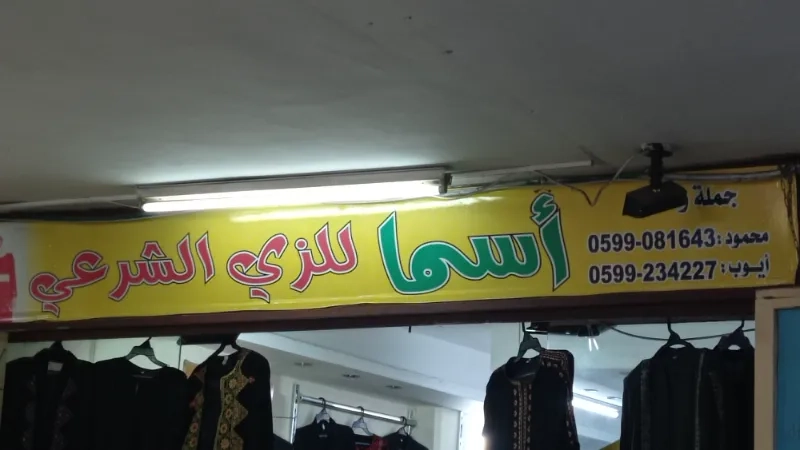 أسما للزي الشرعي
جملة
محمود: 0599-081643
أيوب: 0599-234227